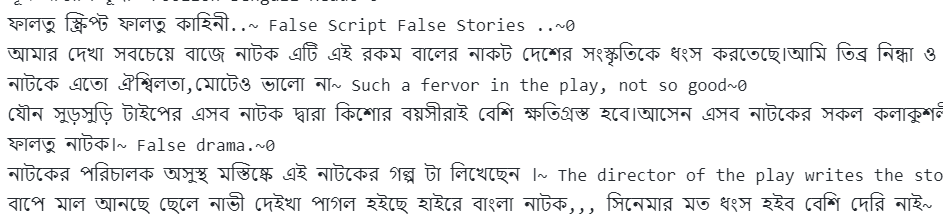 ফালতু স্ক্রিপ্ট ফালতু কাহিনী..~ False Script False Stories ..~0
আমার দেখা সবচেয়ে বাজে নাটক এটি এই রকম বালের নাকট দেশের সংস্কৃতিকে ধংস করতেছে।আমি তিব্র নিন্ধা ও
নাটকে এতো ঐশ্বিলতা,মোটেও ভালো না~ Such a fervor in the play, not so good~0
যৌন সুড়সুড়ি টাইপের এসব নাটক দ্বারা কিশোর বয়সীরাই বেশি ক্ষতিগ্রস্ত হবে।আসেন এসব নাটকের সকল
ফালতু নাটক।~ False drama.~0
নাটকের পরিচালক অসুস্থ মস্তিষ্কে এই নাটকের গল্প টা লিখেছেন ।~ The director of the play writes the sto
বাপে মাল আনছে ছেলে নাভী দেইখা পাগল হইছে হাইরে বাংলা নাটক,,, সিনেমার মত ধংস হইব বেশি দেরি নাই~